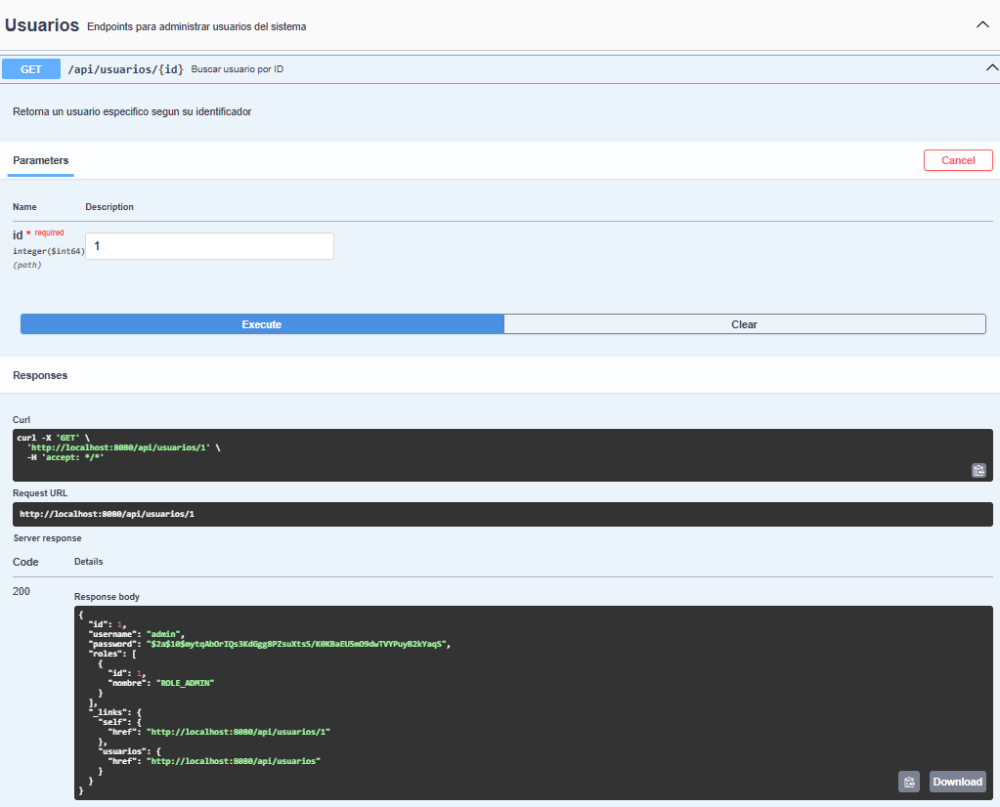 Usuarios Endpoints para administrar usuarios del sistema
GET /api/usuarios/{id} Buscar usuario por ID
Retorna un usuario especifico segun su identificador
Parameters
Cancel
Name Description
id * required
integer($int64)
(path)
1
Execute Clear
Responses
Curl
curl -X 'GET' \
'http://localhost:8080/api/usuarios/1' \
-H 'accept: */*'
Request URL
http://localhost:8080/api/usuarios/1
Server response
Code Details
200
Response body
{
"id": 1,
"username": "admin",
"password": "$2a$10$mytqAbOrIQs3KdGgg8PZsuXtsS/K0KBaEU5mO9dwTVYPuyB2kYaqS",
"roles": [
{
"id": 1,
"nombre": "ROLE_ADMIN"
}
],
"_links": {
"self": {
"href": "http://localhost:8080/api/usuarios/1"
},
"usuarios": {
"href": "http://localhost:8080/api/usuarios"
}
}
}
Download